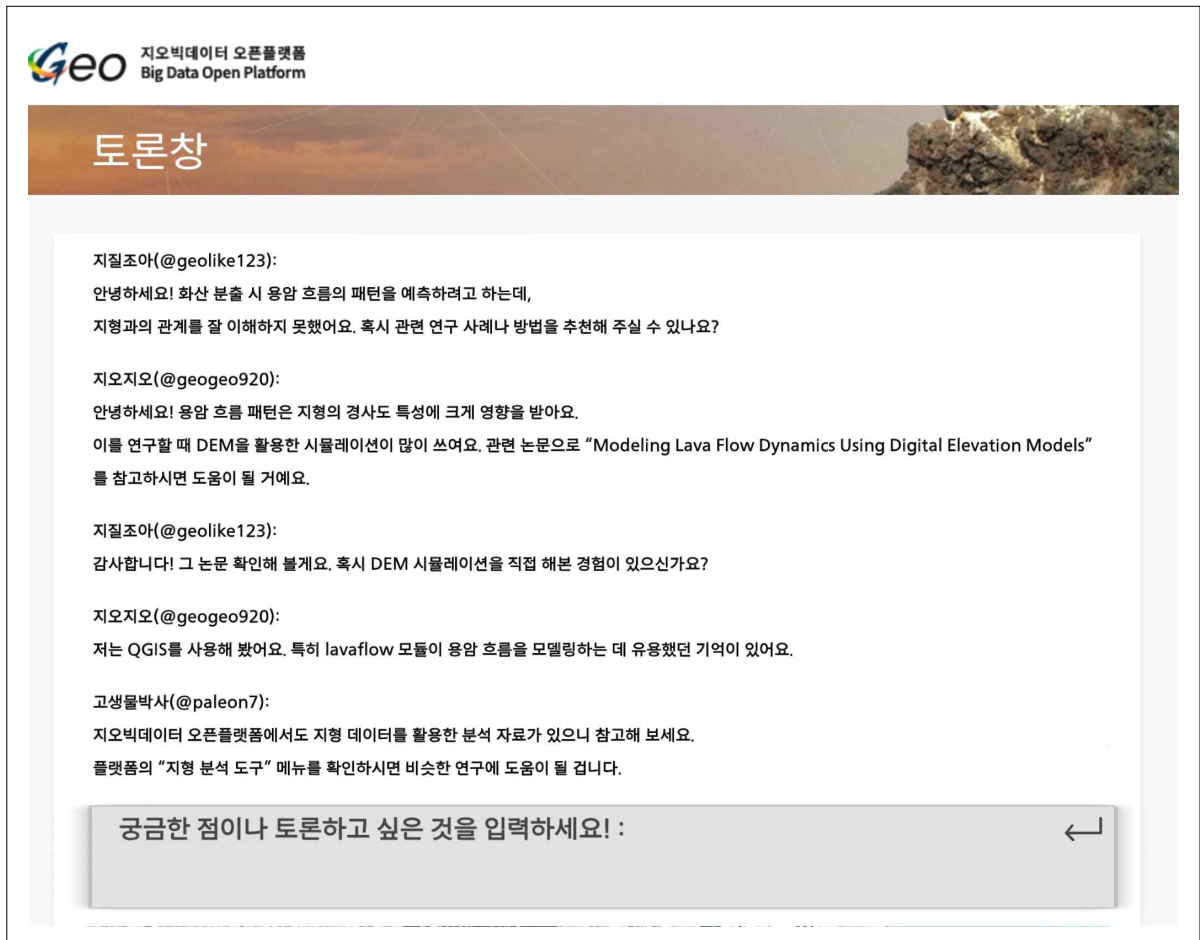 Geo 지오빅데이터 오픈플랫폼
Big Data Open Platform
토론창
지질조아(@geolike123):
안녕하세요! 화산 분출 시 용암 흐름의 패턴을 예측하려고 하는데,
지형과의 관계를 잘 이해하지 못했어요. 혹시 관련 연구 사례나 방법을 추천해 주실 수 있나요?
지오지오(@geogeo920):
안녕하세요! 용암 흐름 패턴은 지형의 경사도 특성에 크게 영향을 받아요.
이를 연구할 때 DEM을 활용한 시뮬레이션이 많이 쓰여요. 관련 논문으로 “Modeling Lava Flow Dynamics Using Digital Elevation Models”
를 참고하시면 도움이 될 거예요.
지질조아(@geolike123):
감사합니다! 그 논문 확인해 볼게요. 혹시 DEM 시뮬레이션을 직접 해본 경험이 있으신가요?
지오지오(@geogeo920):
저는 QGIS를 사용해 봤어요. 특히 lavaflow 모듈이 용암 흐름을 모델링하는 데 유용했던 기억이 있어요.
고생물박사(@paleon7):
지오빅데이터 오픈플랫폼에서도 지형 데이터를 활용한 분석 자료가 있으니 참고해 보세요.
플랫폼의 “지형 분석 도구” 메뉴를 확인하시면 비슷한 연구에 도움이 될 겁니다.
궁금한 점이나 토론하고 싶은 것을 입력하세요! :